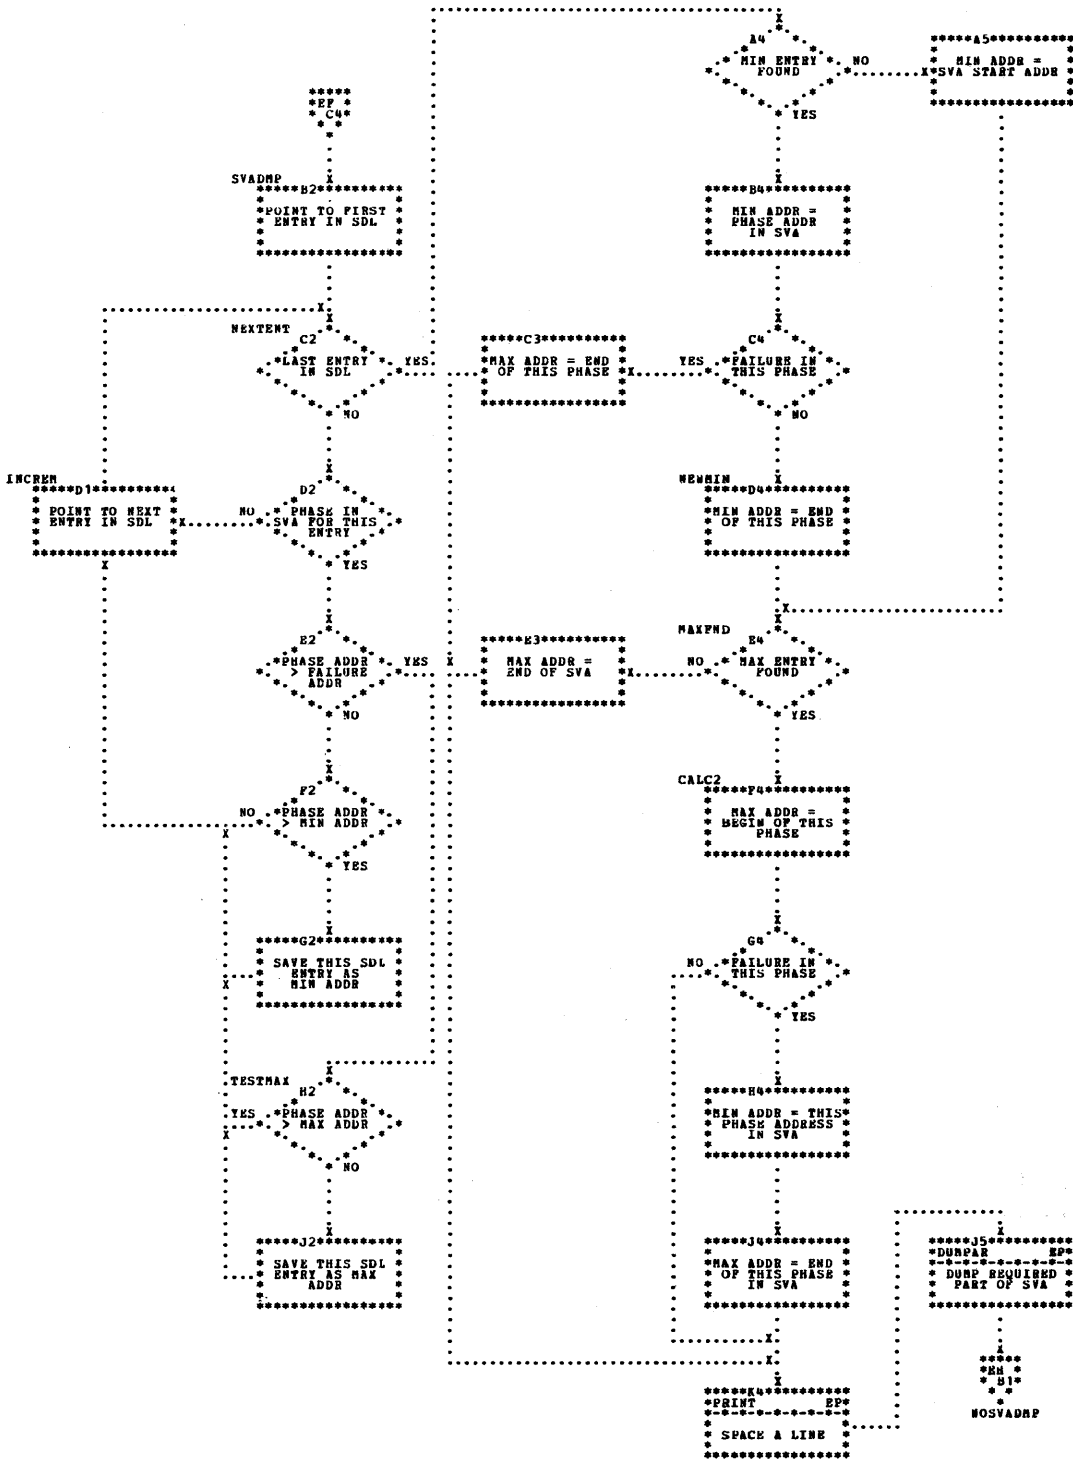 A4
MIN ENTRY
FOUND
NO
YES
A5
MIN ADDR =
SVA START ADDR
EF
C4
SVADMP
B2
POINT TO FIRST
ENTRY IN SDL
B4
MIN ADDR =
PHASE ADDR
IN SVA
NEXTENT
C2
LAST ENTRY
IN SDL
YES
NO
C3
MAX ADDR = END
OF THIS PHASE
C4
FAILURE IN
THIS PHASE
YES
NO
INCREM
D1
POINT TO NEXT
ENTRY IN SDL
D2
PHASE IN
SVA FOR THIS
ENTRY
NO
YES
NEWMIN
D4
MIN ADDR = END
OF THIS PHASE
E2
PHASE ADDR
> FAILURE
ADDR
YES
NO
E3
MAX ADDR =
END OF SVA
MAXFND
E4
MAX ENTRY
FOUND
NO
YES
F2
PHASE ADDR
> MIN ADDR
NO
YES
CALC2
F4
MAX ADDR =
BEGIN OF THIS
PHASE
G2
SAVE THIS SDL
ENTRY AS
MIN ADDR
G4
FAILURE IN
THIS PHASE
NO
YES
TESTMAX
H2
PHASE ADDR
> MAX ADDR
YES
NO
H4
MIN ADDR = THIS
PHASE ADDRESS
IN SVA
J2
SAVE THIS SDL
ENTRY AS MAX
ADDR
J4
MAX ADDR = END
OF THIS PHASE
IN SVA
J5
DUMPAR EP
DUMP REQUIRED
PART OF SVA
K4
PRINT EP
SPACE A LINE
EH
B1
NOSVADMP